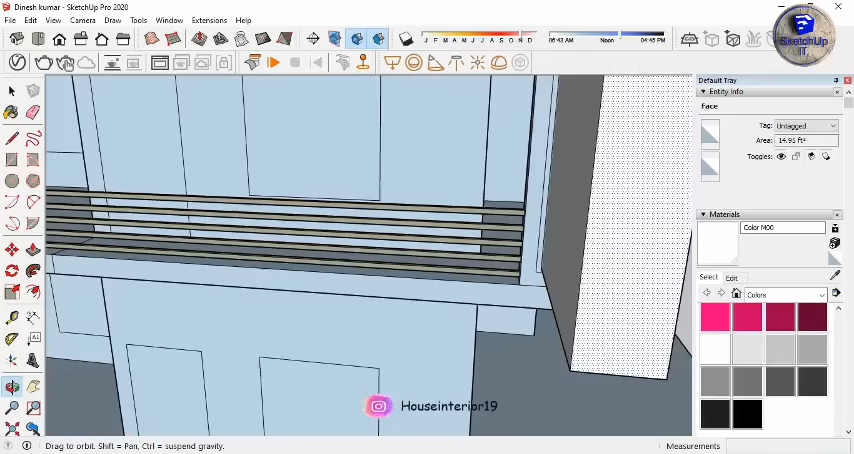 Dinesh kumar - SketchUp Pro 2020
File Edit View Camera Draw Tools Window Extensions Help
J F M A M J J A S O N D
06:43 AM Noon 04:45 PM
SketchUp
IT
Default Tray
Entity Info
Face
Tag: Untagged
Area: 14.95 ft²
Toggles:
Materials
Color M00
Select Edit
Colors
A1
Houseinterior19
Drag to orbit. Shift = Pan, Ctrl = suspend gravity.
Measurements